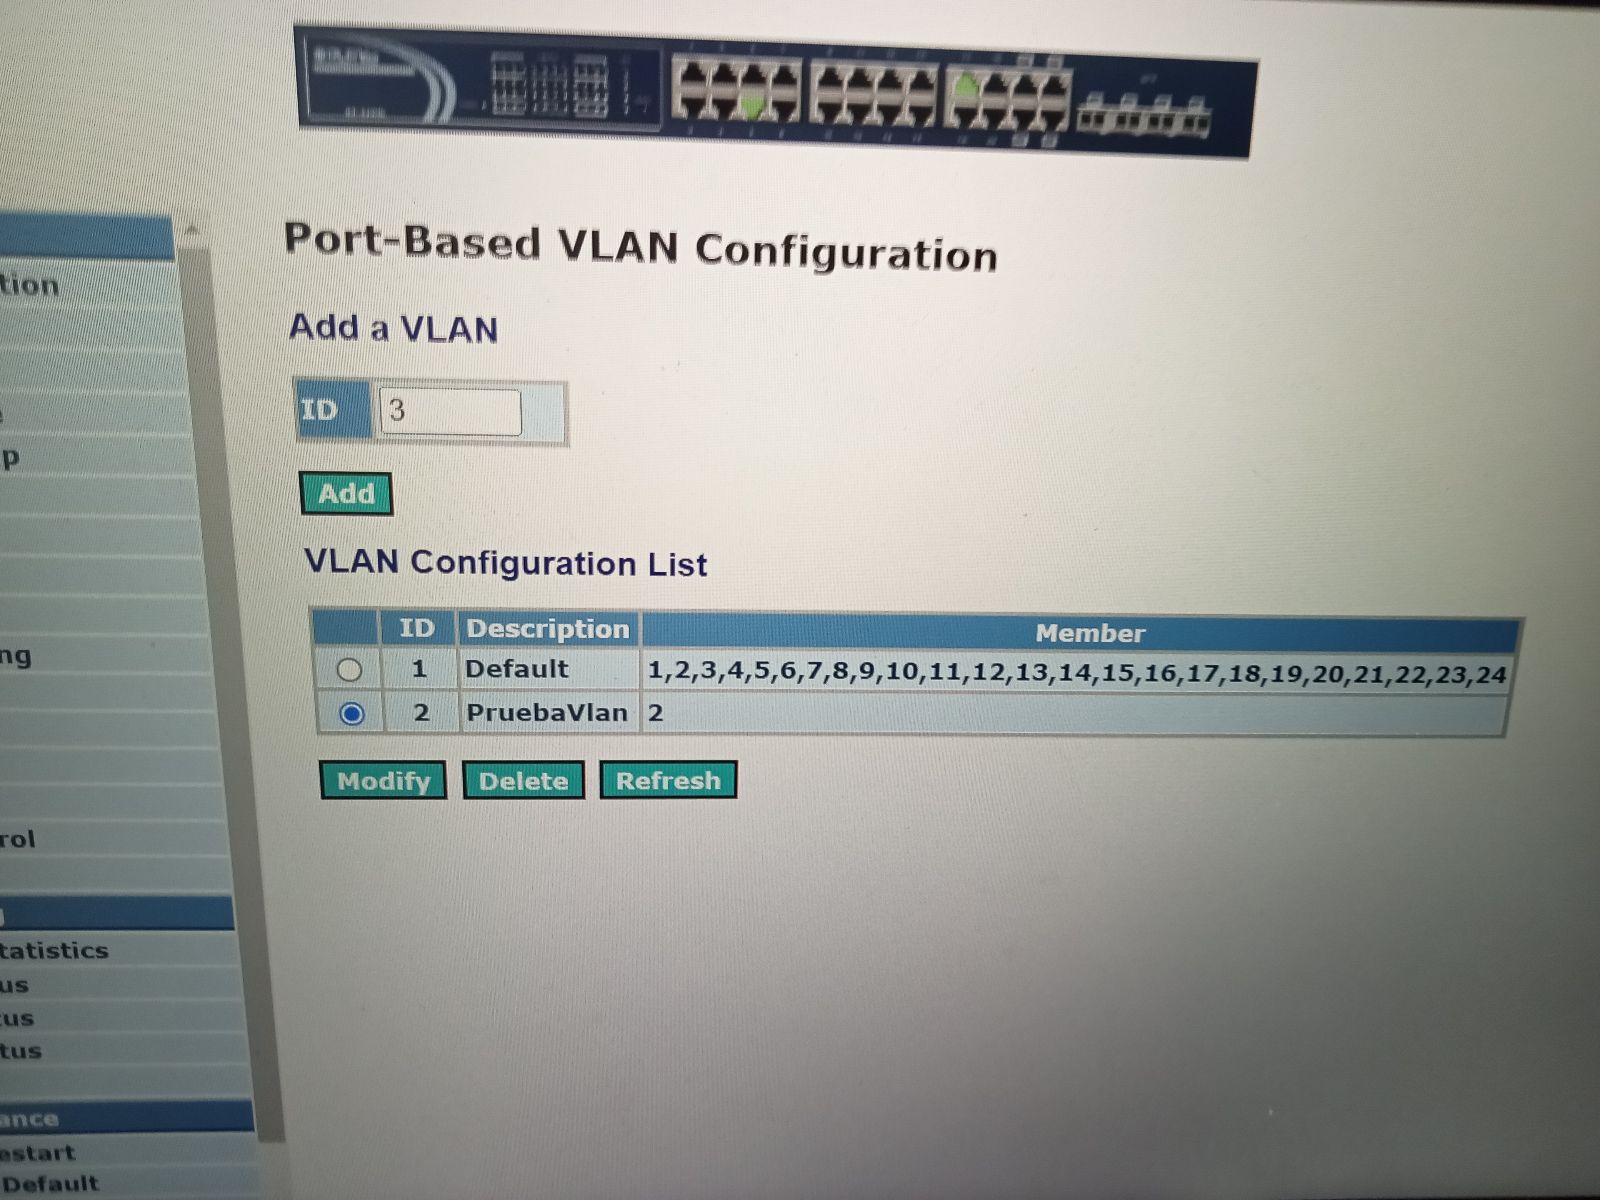 Port-Based VLAN Configuration
Add a VLAN
ID 3
Add
VLAN Configuration List
ID Description Member
1 Default 1,2,3,4,5,6,7,8,9,10,11,12,13,14,15,16,17,18,19,20,21,22,23,24
2 PruebaVlan 2
Modify Delete Refresh
tion
p
ng
rol
tatistics
us
tus
tus
ance
estart
Default